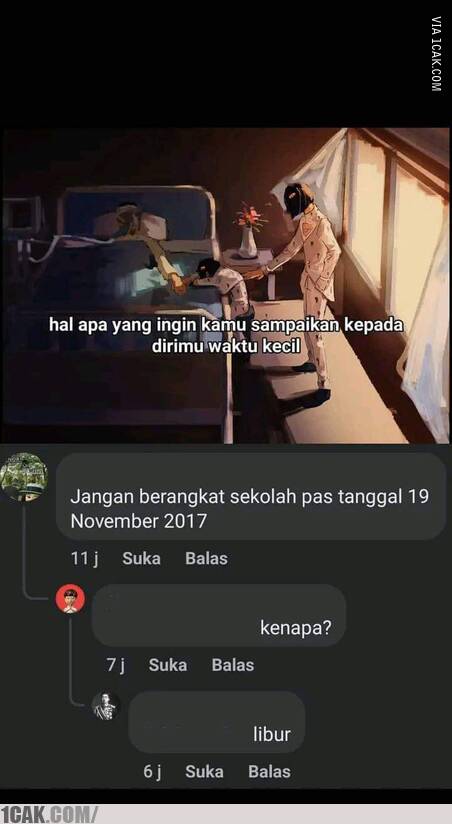 VIA 1CAK.COM
hal apa yang ingin kamu sampaikan kepada
dirimu waktu kecil
Jangan berangkat sekolah pas tanggal 19
November 2017
11 j Suka Balas
kenapa?
7 j Suka Balas
libur
6 j Suka Balas
1CAK.COM/